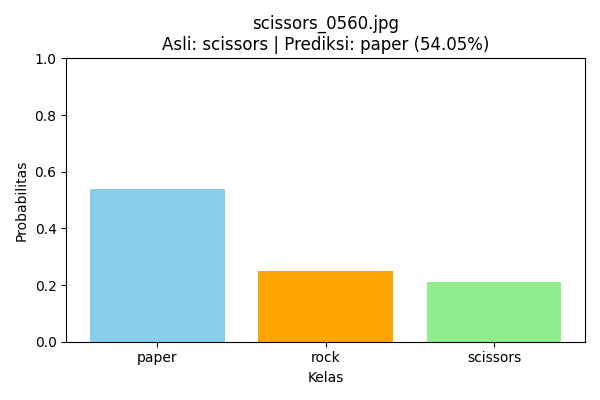 scissors_0560.jpg
Asli: scissors | Prediksi: paper (54.05%)
1.0
0.8
0.6
0.4
0.2
0.0
Probabilitas
paper rock scissors
Kelas